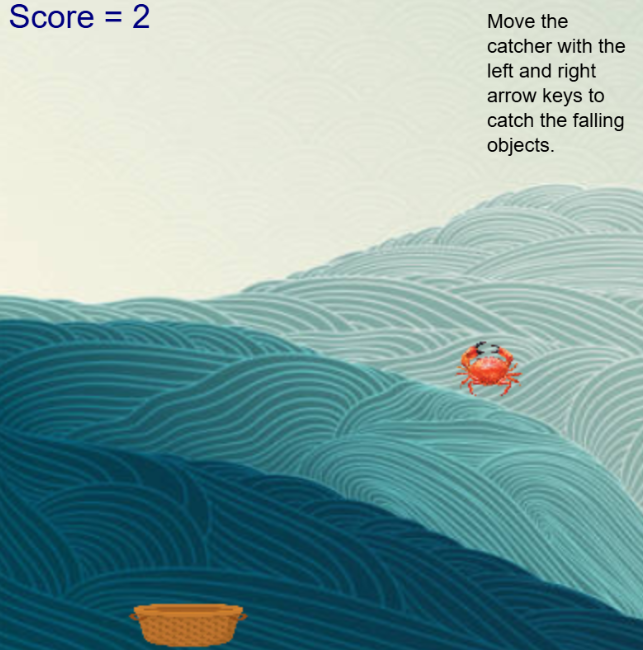 Score = 2
Move the
catcher with the
left and right
arrow keys to
catch the falling
objects.